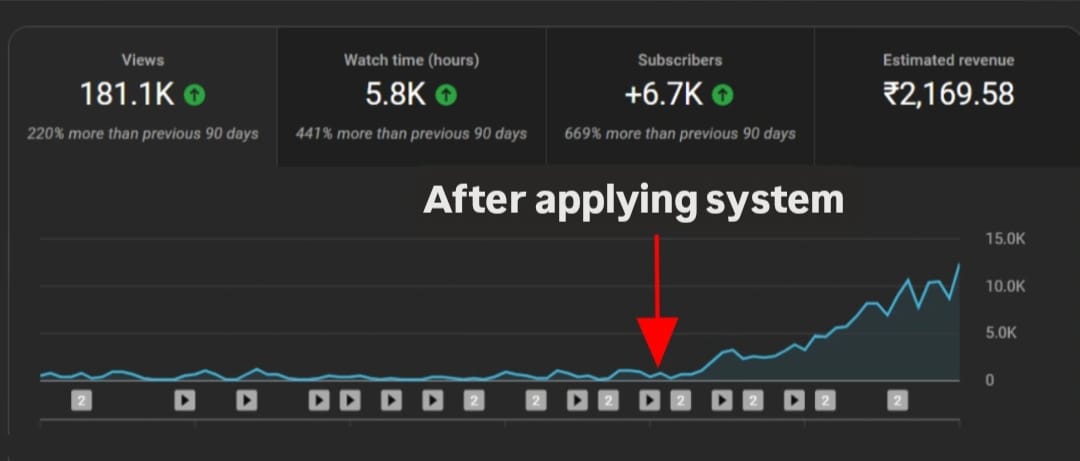 Views
181.1K
220% more than previous 90 days
Watch time (hours)
5.8K
441% more than previous 90 days
Subscribers
+6.7K
669% more than previous 90 days
Estimated revenue
₹2,169.58
After applying system
15.0K
10.0K
5.0K
0
2 2 2 2 2 2 2 2